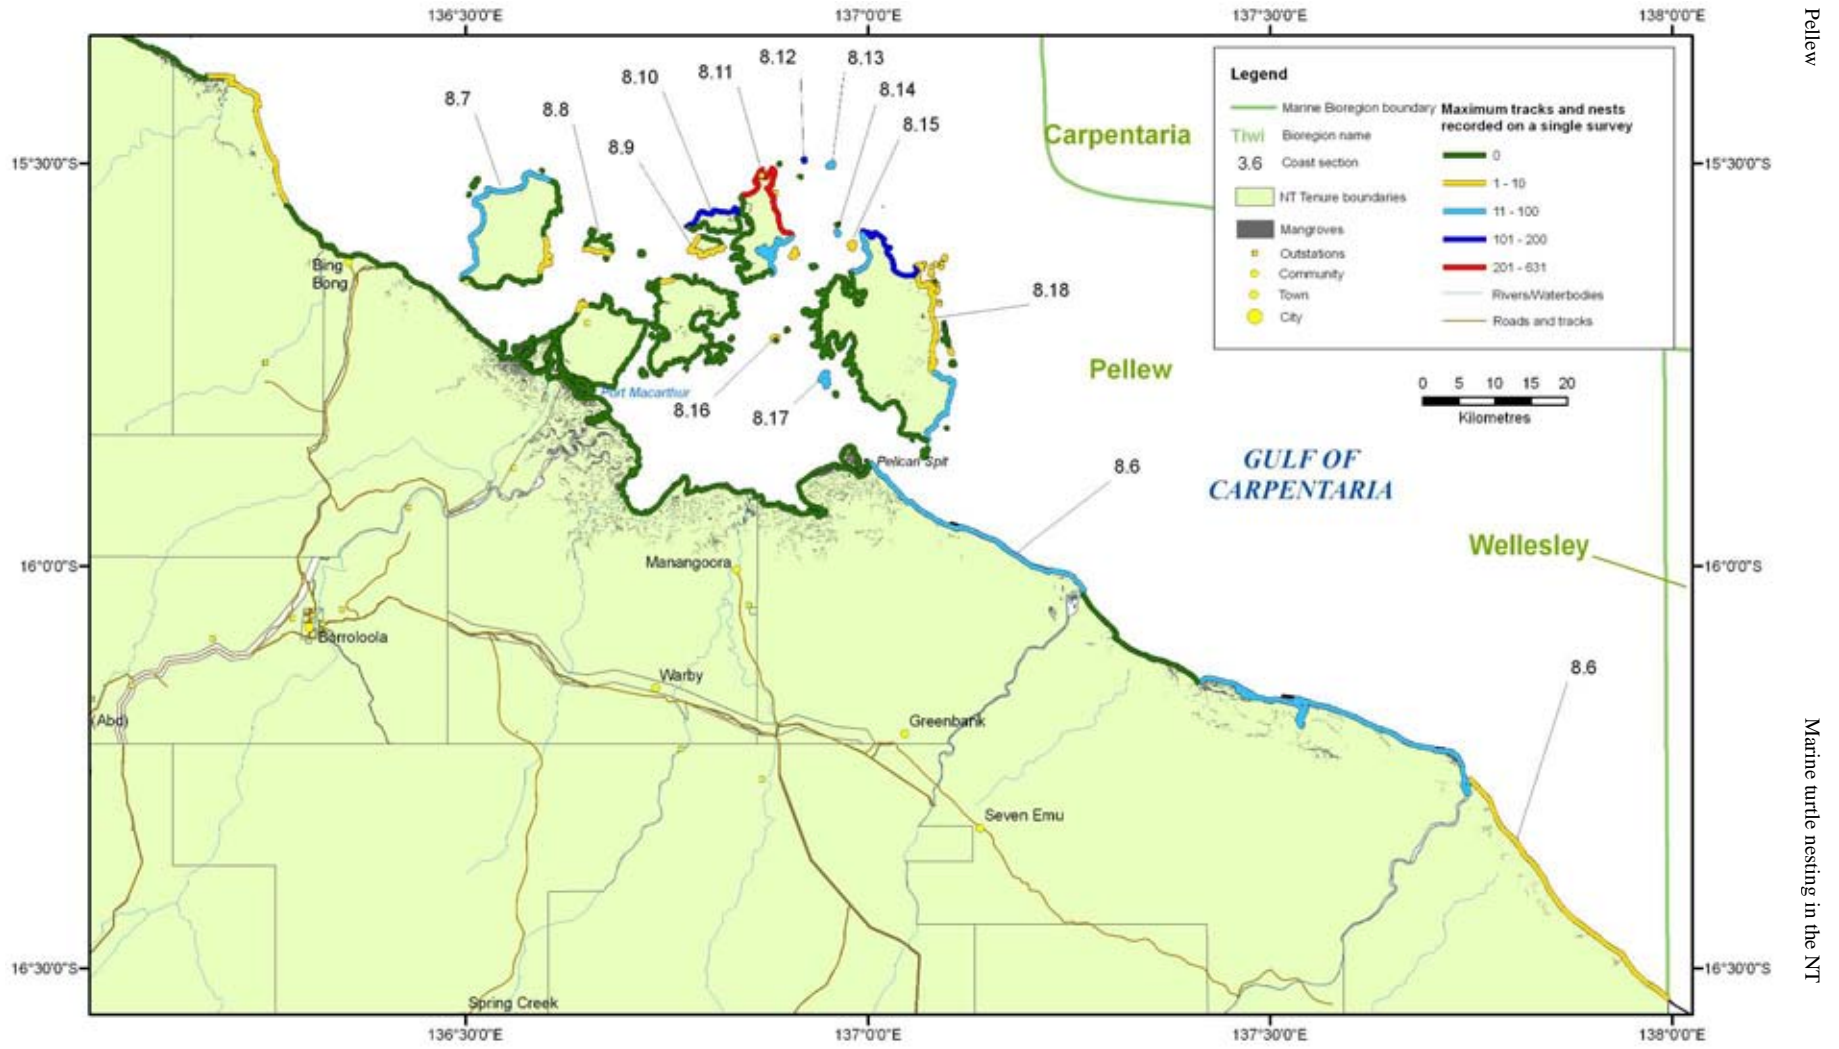 136°30'0"E
137°0'0"E
137°30'0"E
138°0'0"E
Pellew
8.12
8.13
8.11
8.10
8.14
8.7
8.8
8.15
8.9
Carpentaria
15°30'0"S
15°30'0"S
Legend
Marine Bioregion boundary
Tiwi
Bioregion name
3.6
Coast section
NT Tenure boundaries
Mangroves
Outstations
Community
Town
City
Maximum tracks and nests
recorded on a single survey
0
1 - 10
11 - 100
101 - 200
201 - 631
Rivers/Waterbodies
Roads and tracks
Bing
Bong
8.18
Pellew
0 5 10 15 20
Kilometres
Port Macarthur
8.16
8.17
Pelican Spit
8.6
GULF OF
CARPENTARIA
Wellesley
16°0'0"S
16°0'0"S
Manangoora
Borroloola
Warby
8.6
(Abd)
Greenbank
Seven Emu
Marine turtle nesting in the NT
16°30'0"S
16°30'0"S
Spring Creek
136°30'0"E
137°0'0"E
137°30'0"E
138°0'0"E